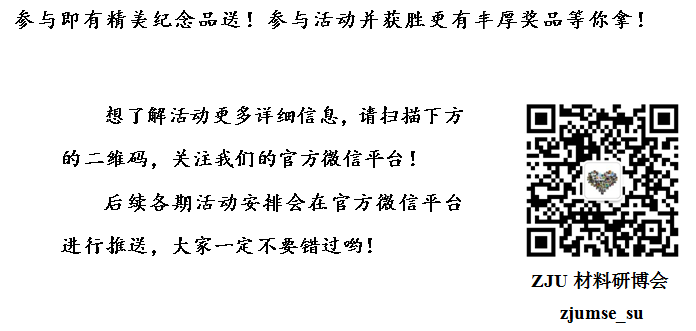 参与即有精美纪念品送！参与活动并获胜更有丰厚奖品等你拿！
想了解活动更多详细信息，请扫描下方
的二维码，关注我们的官方微信平台！
后续各期活动安排会在官方微信平台
进行推送，大家一定不要错过哟！
ZJU 材料研博会
zjumse_su